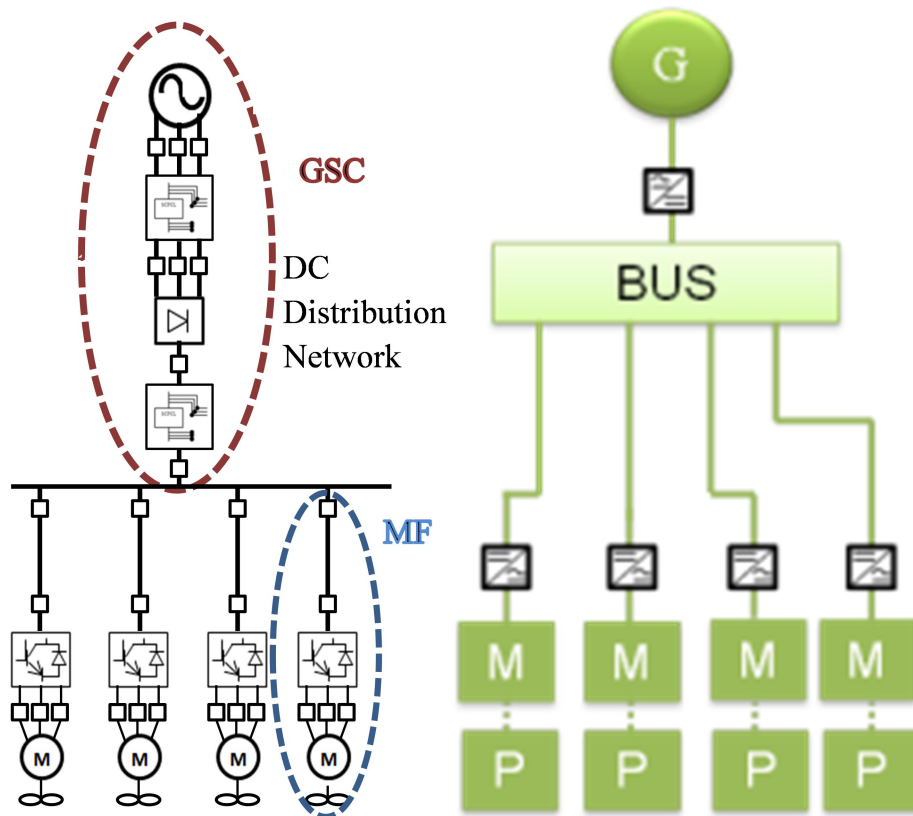 G
GSC
DC
Distribution
Network
BUS
MF
M M M M
M M M M
P P P P